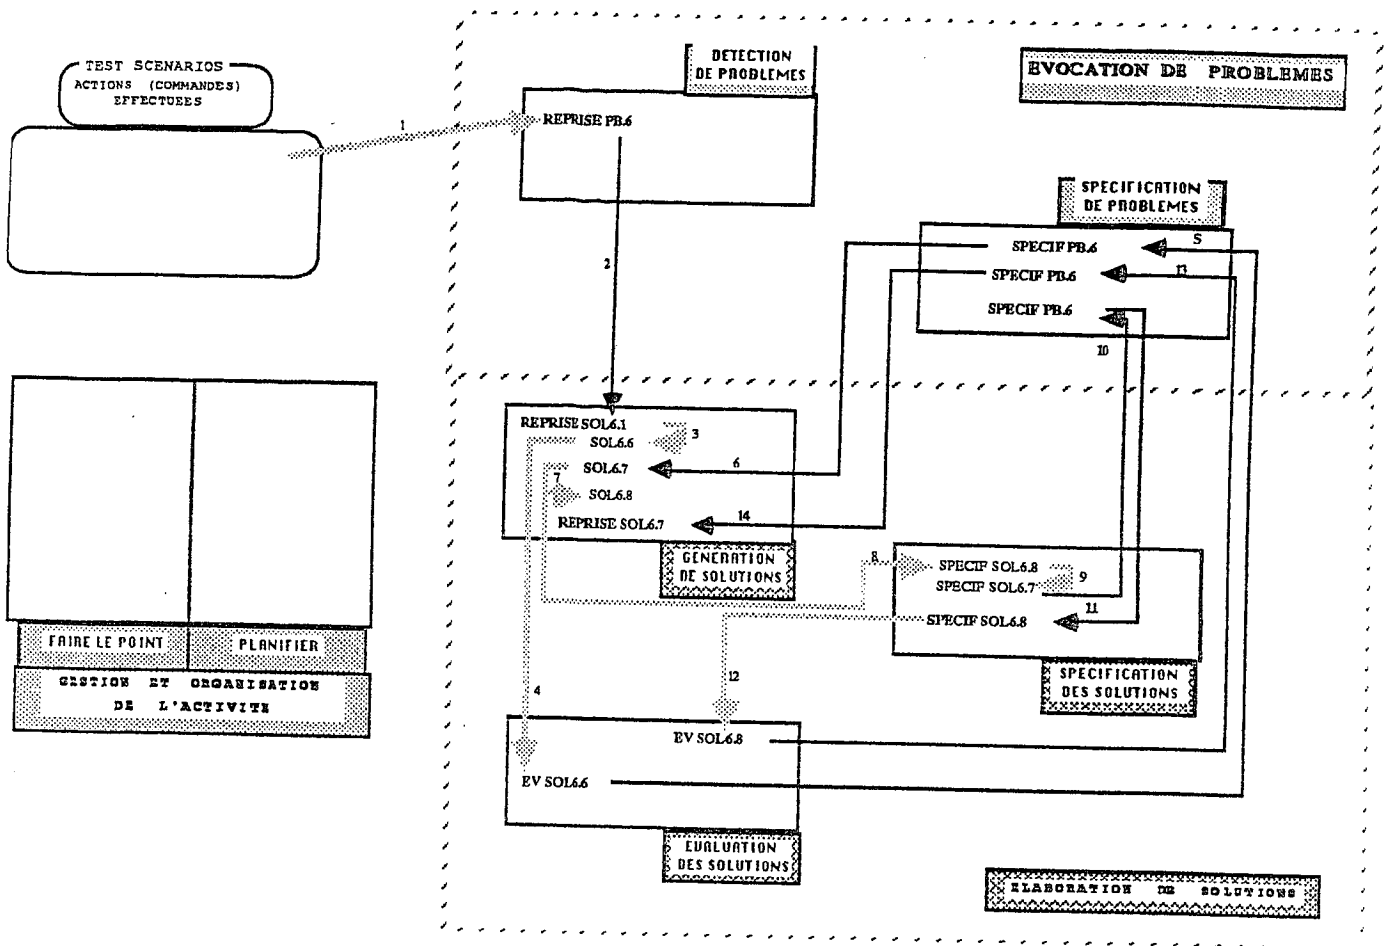 TEST SCENARIOS
ACTIONS (COMMANDES)
EFFECTUEES
DETECTION
DE PROBLEMES
EVOCATION DE PROBLEMES
1
REPRISE PB.6
SPECIFICATION
DE PROBLEMES
SPECIF PB.6
5
2
SPECIF PB.6
13
SPECIF PB.6
10
REPRISE SOL6.1
3
SOL6.6
SOL6.7
6
7
SOL6.8
REPRISE SOL6.7
14
GENERATION
DE SOLUTIONS
8
SPECIF SOL6.8
9
SPECIF SOL6.7
11
SPECIF SOL6.8
FAIRE LE POINT
PLANIFIER
GESTION ET ORGANISATION
DE L'ACTIVITE
4
12
SPECIFICATION
DES SOLUTIONS
EV SOL6.8
EV SOL6.6
EVALUATION
DES SOLUTIONS
ELABORATION DE SOLUTIONS